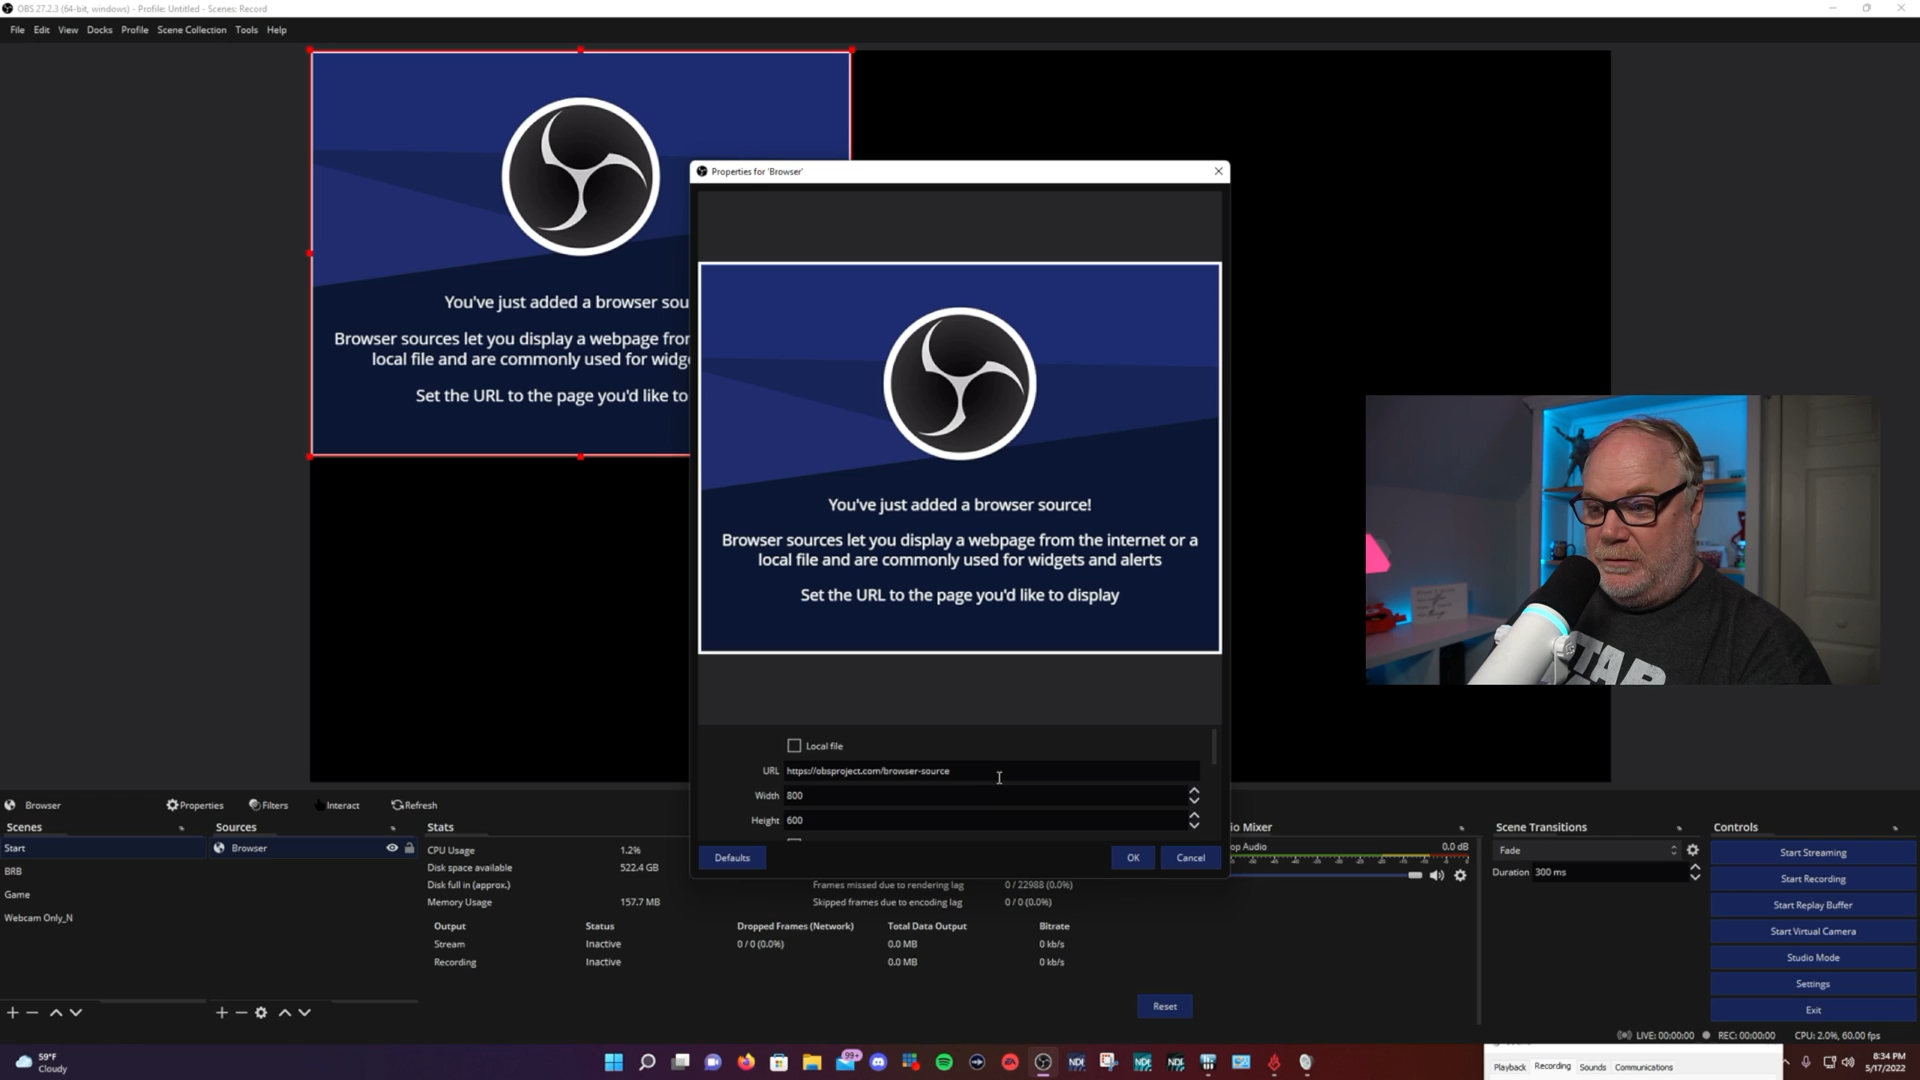 OBS 27.2.3 (64-bit, windows) - Profile: Untitled - Scenes: Record
File Edit View Docks Profile Scene Collection Tools Help
You've just added a browser sou
Browser sources let you display a webpage fror
local file and are commonly used for widg
Set the URL to the page you'd like to
Properties for 'Browser'
You've just added a browser source!
Browser sources let you display a webpage from the internet or a
local file and are commonly used for widgets and alerts
Set the URL to the page you'd like to display
Local file
URL https://obsproject.com/browser-source
Width 800
Height 600
Defaults OK Cancel
STAR
Browser Properties Filters Interact Refresh
Scenes
Start
BRB
Game
Webcam Only_N
Sources
Browser
Stats
CPU Usage 1.2%
Disk space available 522.4 GB
Disk full in (approx.)
Memory Usage 157.7 MB
Frames missed due to rendering lag 0 / 22988 (0.0%)
Skipped frames due to encoding lag 0 / 0 (0.0%)
Output Status Dropped Frames (Network) Total Data Output Bitrate
Stream Inactive 0 / 0 (0.0%) 0.0 MB 0 kb/s
Recording Inactive 0.0 MB 0 kb/s
Reset
io Mixer
op Audio 0.0 dB
Scene Transitions
Fade
Duration 300 ms
Controls
Start Streaming
Start Recording
Start Replay Buffer
Start Virtual Camera
Studio Mode
Settings
Exit
LIVE: 00:00:00 REC: 00:00:00 CPU: 2.0%, 60.00 fps
59°F
Cloudy
99+
NDI
NDI
NDI
Playback Recording Sounds Communications
8:34 PM
5/17/2022